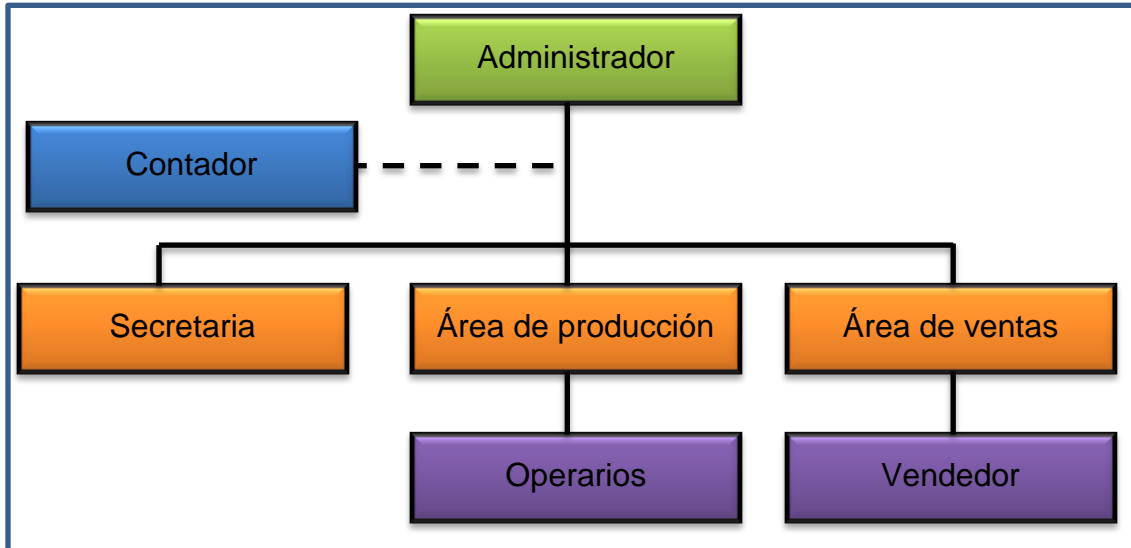 Administrador
Contador
Secretaria
Área de producción
Área de ventas
Operarios
Vendedor